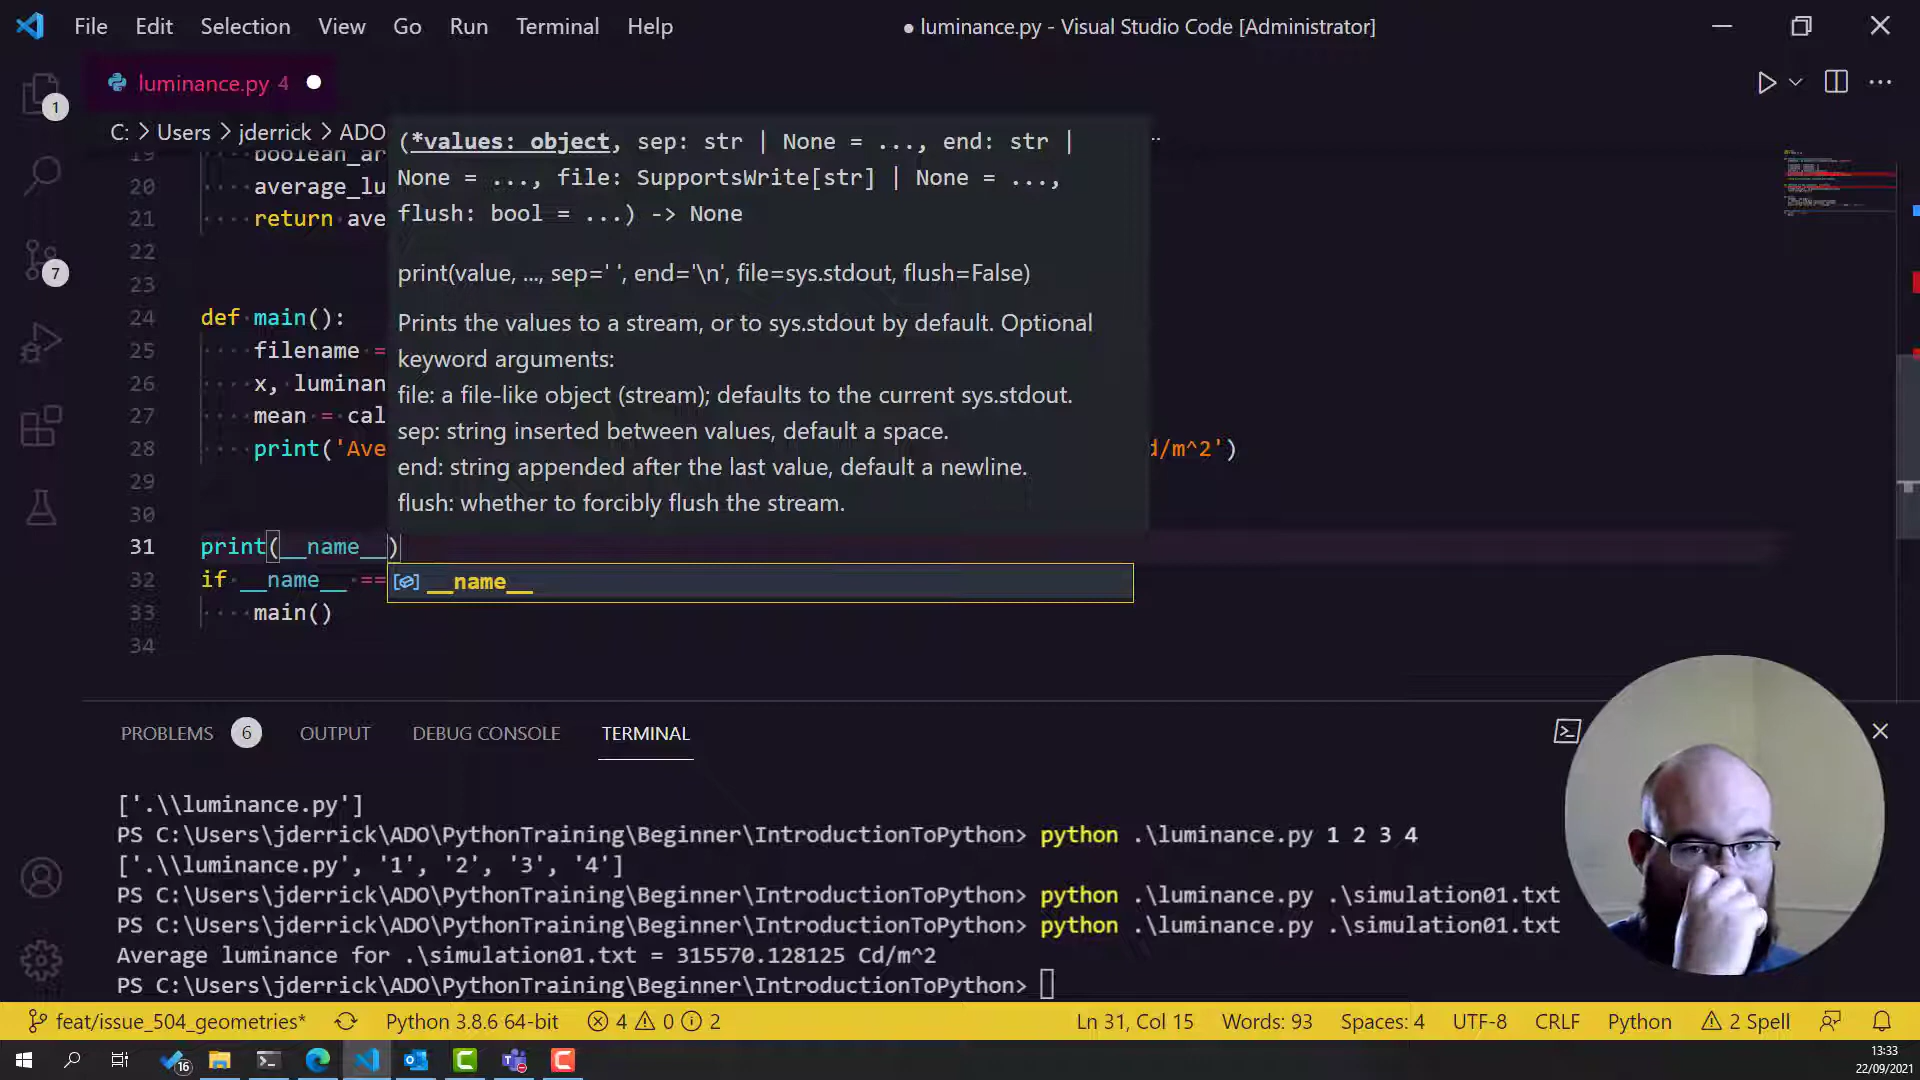 File Edit Selection View Go Run Terminal Help ● luminance.py - Visual Studio Code [Administrator]
luminance.py 4
1
C: > Users > jderrick > ADO
(*values: object, sep: str | None = ..., end: str |
None = ..., file: SupportsWrite[str] | None = ...,
flush: bool = ...) -> None
print(value, ..., sep=' ', end='\n', file=sys.stdout, flush=False)
Prints the values to a stream, or to sys.stdout by default. Optional
keyword arguments:
file: a file-like object (stream); defaults to the current sys.stdout.
sep: string inserted between values, default a space.
end: string appended after the last value, default a newline.
flush: whether to forcibly flush the stream.
7
19 boolean_ar
20 average_lu
21 return ave
22
23
24 def main():
25 filename =
26 x, luminan
27 mean = cal
28 print('Ave d/m^2')
29
30
31 print(__name__)
32 if __name__ ==
__name__
33 main()
34
PROBLEMS 6 OUTPUT DEBUG CONSOLE TERMINAL
['.\\luminance.py']
PS C:\Users\jderrick\ADO\PythonTraining\Beginner\IntroductionToPython> python .\luminance.py 1 2 3 4
['.\\luminance.py', '1', '2', '3', '4']
PS C:\Users\jderrick\ADO\PythonTraining\Beginner\IntroductionToPython> python .\luminance.py .\simulation01.txt
PS C:\Users\jderrick\ADO\PythonTraining\Beginner\IntroductionToPython> python .\luminance.py .\simulation01.txt
Average luminance for .\simulation01.txt = 315570.128125 Cd/m^2
PS C:\Users\jderrick\ADO\PythonTraining\Beginner\IntroductionToPython>
feat/issue_504_geometries* Python 3.8.6 64-bit 4 0 2 Ln 31, Col 15 Words: 93 Spaces: 4 UTF-8 CRLF Python 2 Spell
16
13:33
22/09/2021